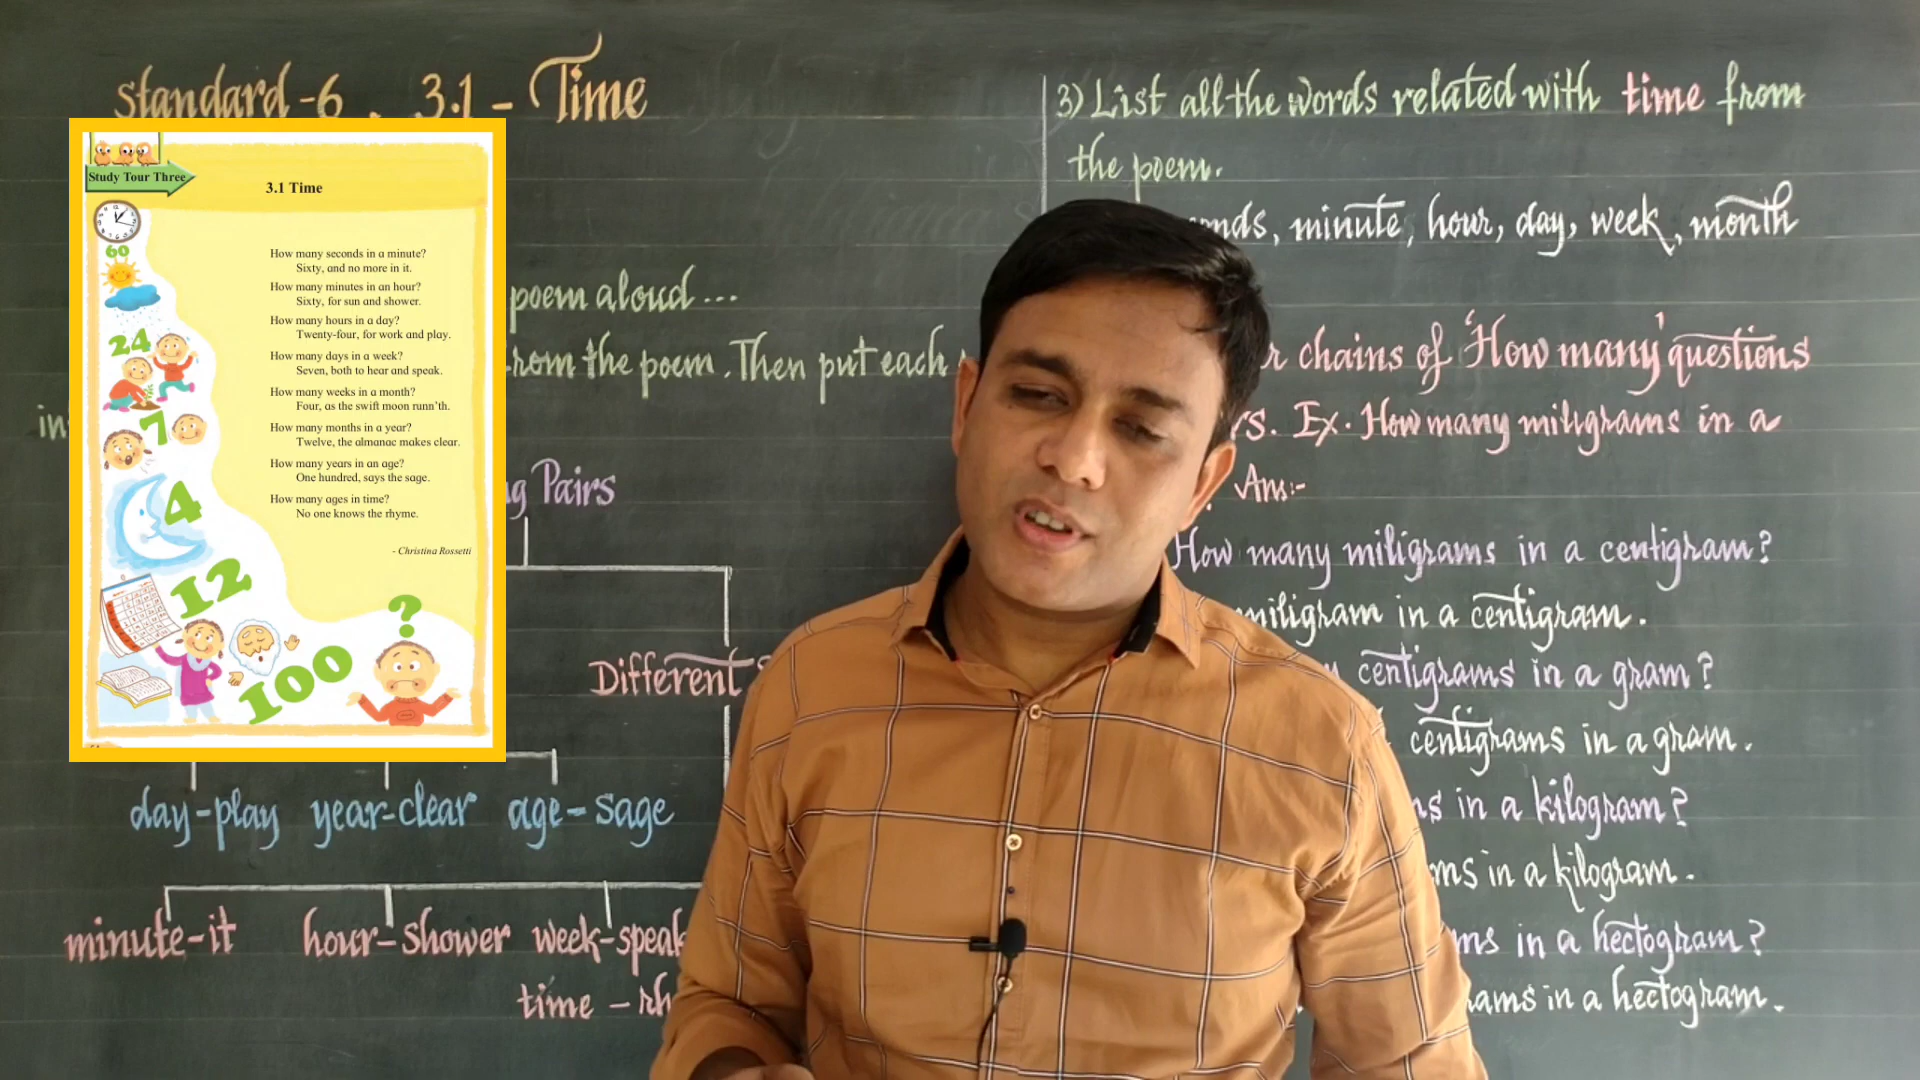 Standard-6. 3.1 - Time
Study Tour Three
3.1 Time
60
24
7
4
12
100
?
How many seconds in a minute?
Sixty, and no more in it.
How many minutes in an hour?
Sixty, for sun and shower.
How many hours in a day?
Twenty-four, for work and play.
How many days in a week?
Seven, both to hear and speak.
How many weeks in a month?
Four, as the swift moon runn'th.
How many months in a year?
Twelve, the almanac makes clear.
How many years in an age?
One hundred, says the sage.
How many ages in time?
No one knows the rhyme.
- Christina Rossetti
poem aloud...
from the poem. Then put each
in
Pairs
Different
day-play year-clear age-sage
minute-it hour-shower week-speak
time -
3) List all the words related with time from
the poem.
minute, hour, day, week, month
chains of 'How many' questions
Ex. How many miligrams in a
Ans:-
How many miligrams in a centigram?
miligram in a centigram.
centigrams in a gram?
centigrams in a gram.
in a kilogram?
in a kilogram.
in a hectogram?
in a hectogram.